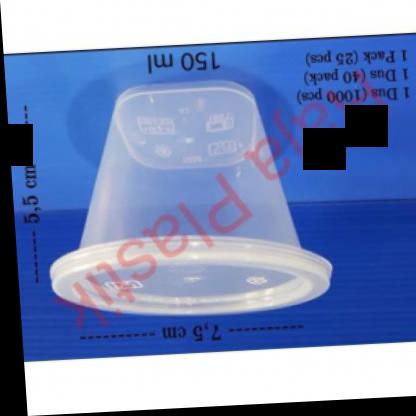 7,5 cm
5,5 cm
Raja Plastik
1 Dus (1000 pcs)
1 Dus (40 pack)
1 Pack (25 pcs)
150 ml